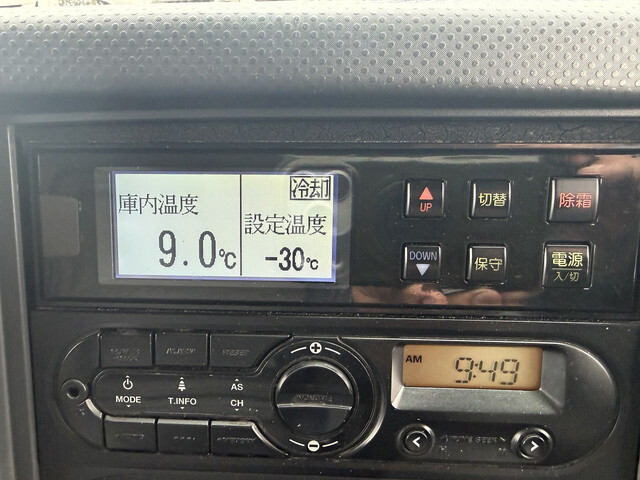 冷却
庫内温度
設定温度
9.0℃
-30℃
UP
切替
除霜
DOWN
保守
電源
入/切
AM 9:49
MODE
T.INFO
AS
CH